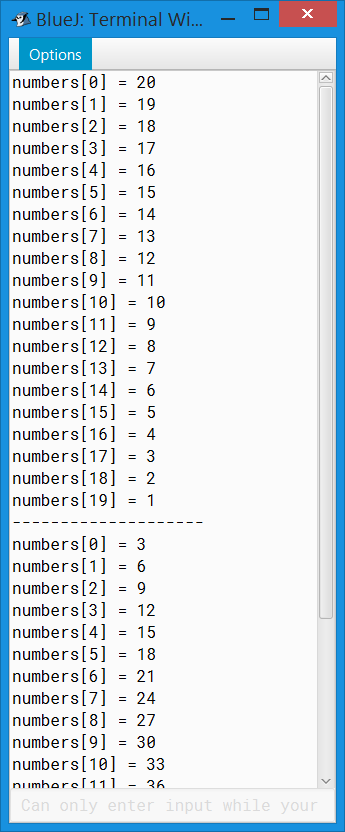 BlueJ: Terminal Wi...
Options
numbers[0] = 20
numbers[1] = 19
numbers[2] = 18
numbers[3] = 17
numbers[4] = 16
numbers[5] = 15
numbers[6] = 14
numbers[7] = 13
numbers[8] = 12
numbers[9] = 11
numbers[10] = 10
numbers[11] = 9
numbers[12] = 8
numbers[13] = 7
numbers[14] = 6
numbers[15] = 5
numbers[16] = 4
numbers[17] = 3
numbers[18] = 2
numbers[19] = 1
--------------------
numbers[0] = 3
numbers[1] = 6
numbers[2] = 9
numbers[3] = 12
numbers[4] = 15
numbers[5] = 18
numbers[6] = 21
numbers[7] = 24
numbers[8] = 27
numbers[9] = 30
numbers[10] = 33
numbers[11] = 36
Can only enter input while your